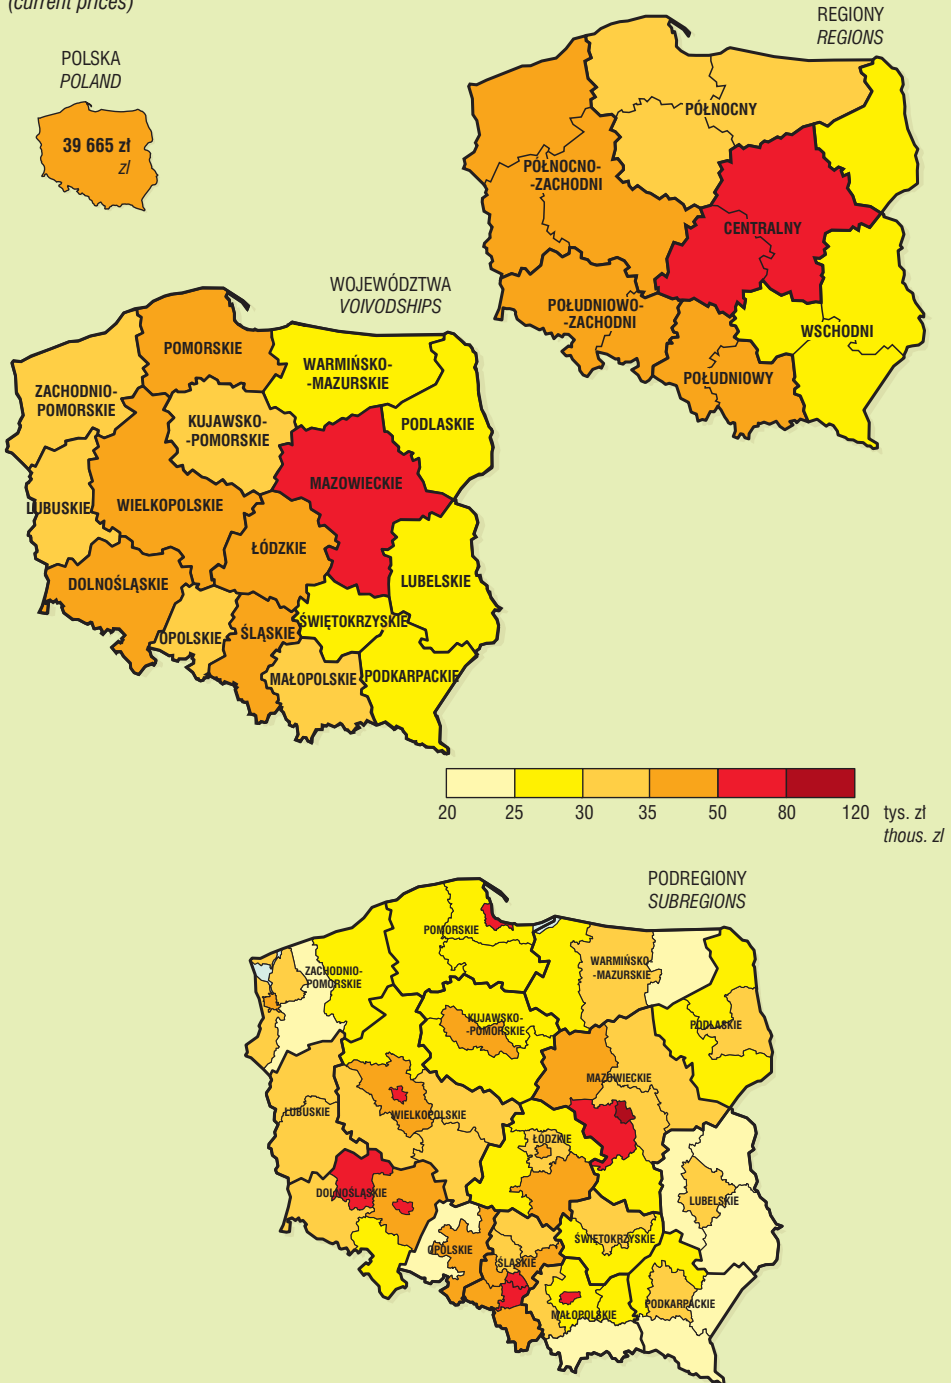 (current prices)
POLSKA
POLAND
39 665 zł
zl
REGIONY
REGIONS
PÓŁNOCNY
PÓŁNOCNO-
-ZACHODNI
CENTRALNY
POŁUDNIOWO-
-ZACHODNI
WSCHODNI
POŁUDNIOWY
WOJEWÓDZTWA
VOIVODSHIPS
POMORSKIE
WARMIŃSKO-
-MAZURSKIE
ZACHODNIO-
POMORSKIE
KUJAWSKO-
-POMORSKIE
PODLASKIE
MAZOWIECKIE
LUBUSKIE
WIELKOPOLSKIE
ŁÓDZKIE
DOLNOŚLĄSKIE
LUBELSKIE
OPOLSKIE
ŚLĄSKIE
ŚWIĘTOKRZYSKIE
MAŁOPOLSKIE
PODKARPACKIE
20 25 30 35 50 80 120 tys. zł
thous. zl
PODREGIONY
SUBREGIONS
POMORSKIE
WARMIŃSKO
-MAZURSKIE
ZACHODNIO-
-POMORSKIE
KUJAWSKO-
-POMORSKIE
PODLASKIE
MAZOWIECKIE
LUBUSKIE
WIELKOPOLSKIE
ŁÓDZKIE
DOLNOŚLĄSKIE
LUBELSKIE
OPOLSKIE
ŚLĄSKIE
ŚWIĘTOKRZYSKIE
MAŁOPOLSKIE
PODKARPACKIE